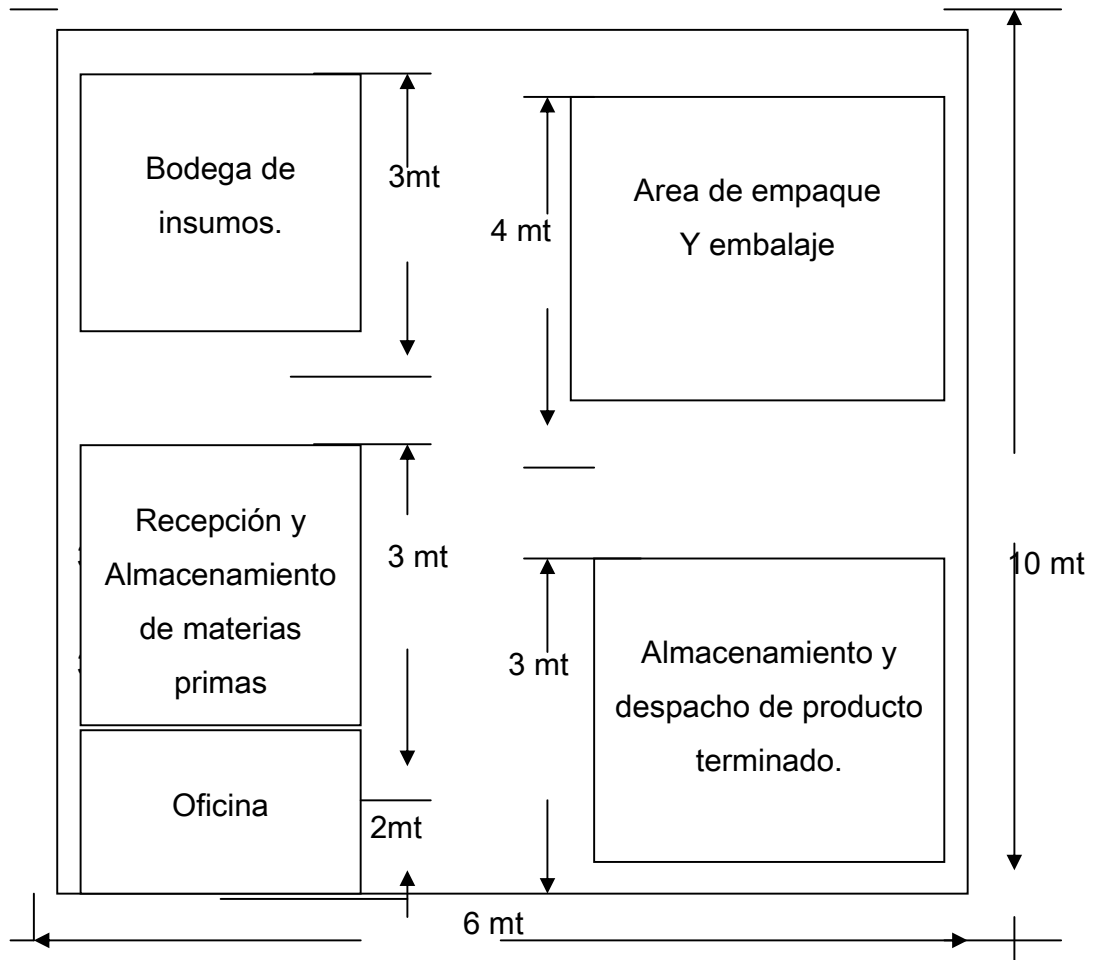 Bodega de
insumos.
3mt
4 mt
Area de empaque
Y embalaje
Recepción y
Almacenamiento
de materias
primas
3 mt
10 mt
3 mt
Almacenamiento y
despacho de producto
terminado.
Oficina
2mt
6 mt